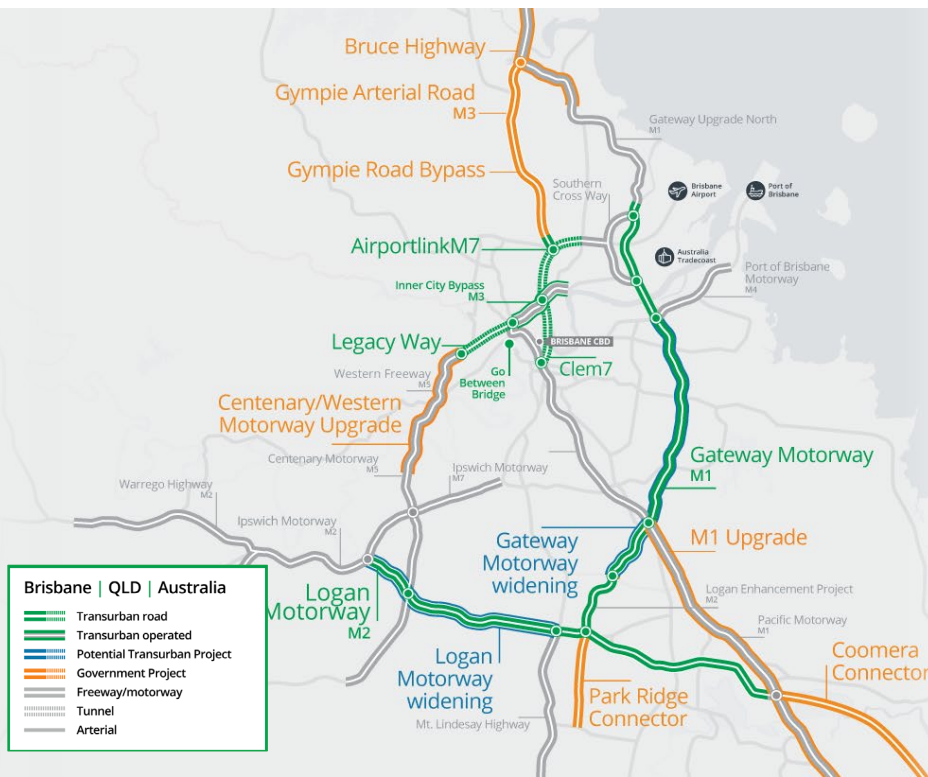 Bruce Highway
Gympie Arterial Road
M3
Gateway Upgrade North
M1
Gympie Road Bypass
Southern
Cross Way
Brisbane
Airport
Port of
Brisbane
AirportlinkM7
Australia
Tradecoast
Port of Brisbane
Motorway
M4
Inner City Bypass
M3
Legacy Way
BRISBANE CBD
Western Freeway
M5
Go
Between
Bridge
Clem7
Centenary/Western
Motorway Upgrade
Gateway Motorway
M1
Centenary Motorway
M5
Ipswich Motorway
M7
Warrego Highway
M2
Ipswich Motorway
M2
Gateway
Motorway
widening
M1 Upgrade
Logan
Motorway
M2
Logan Enhancement Project
M2
Pacific Motorway
M1
Logan
Motorway
widening
Coomera
Connector
Park Ridge
Connector
Mt. Lindesay Highway
Brisbane | QLD | Australia
Transurban road
Transurban operated
Potential Transurban Project
Government Project
Freeway/motorway
Tunnel
Arterial